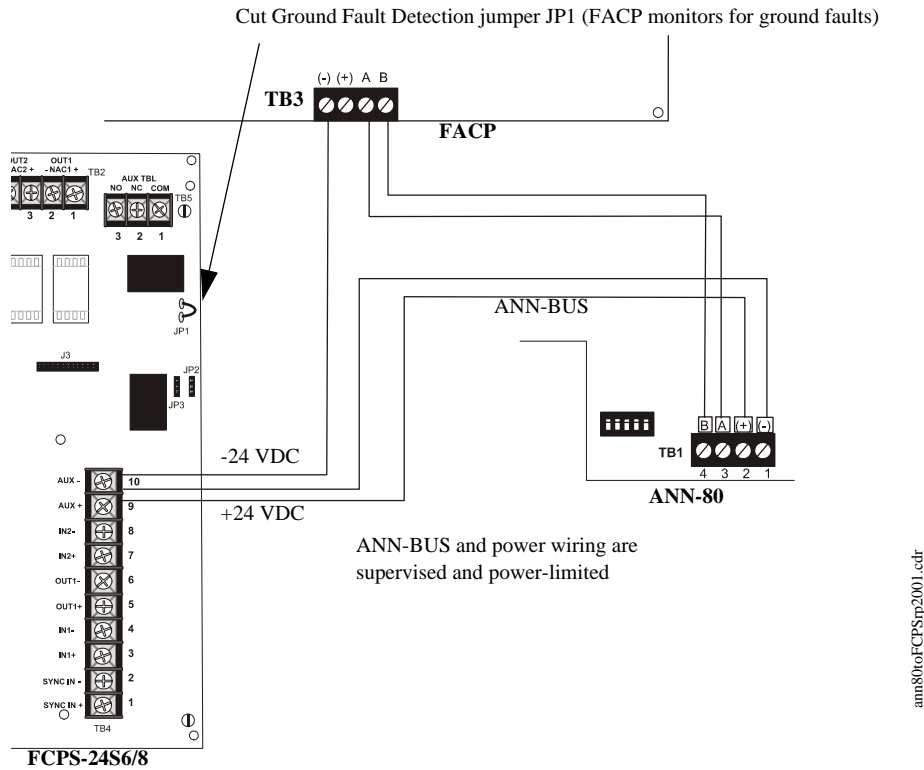 Cut Ground Fault Detection jumper JP1 (FACP monitors for ground faults)
(-) (+) A B
TB3
FACP
OUT2 OUT1
AC2 + - NAC1 + TB2
3 2 1
AUX TBL
NO NC COM
TB5
3 2 1
JP1
ANN-BUS
J3
JP2
JP3
B A (+) (-)
TB1
4 3 2 1
ANN-80
-24 VDC
+24 VDC
AUX - 10
AUX + 9
IN2- 8
IN2+ 7
OUT1- 6
OUT1+ 5
IN1- 4
IN1+ 3
SYNC IN - 2
SYNC IN + 1
TB4
FCPS-24S6/8
ANN-BUS and power wiring are
supervised and power-limited
ann80toFCPSrp2001.cdr